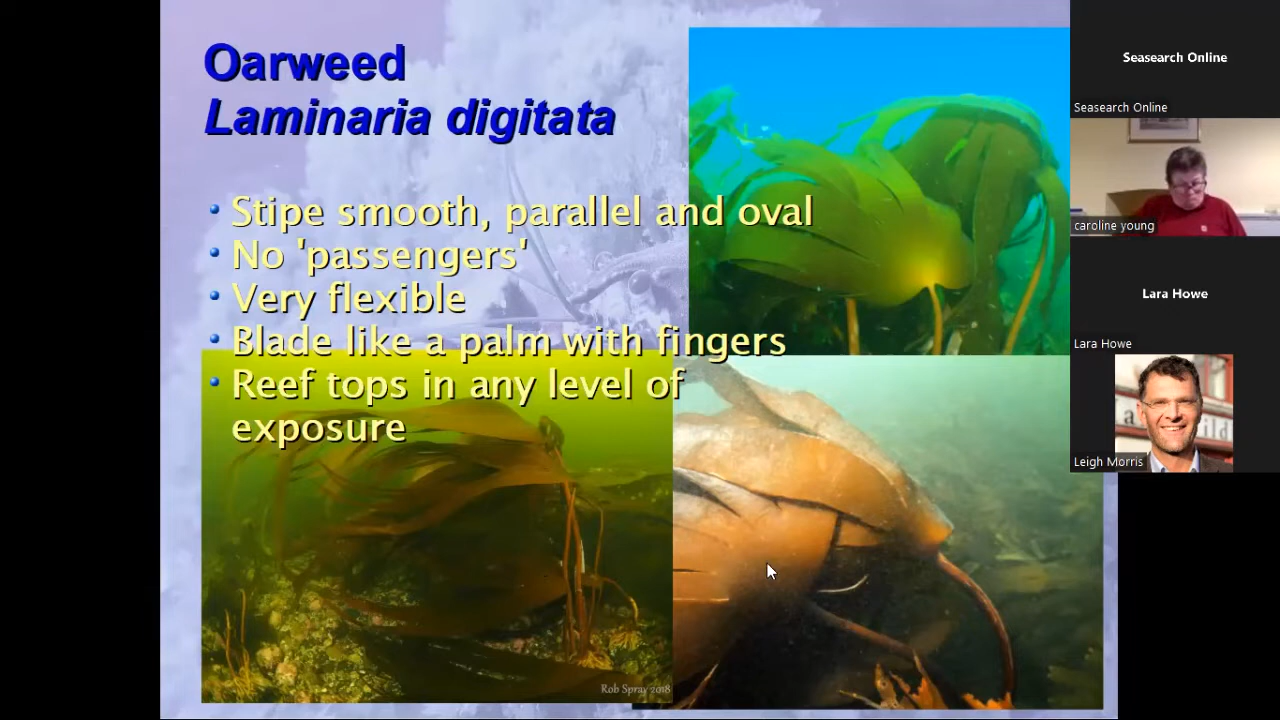 Oarweed
Laminaria digitata
• Stipe smooth, parallel and oval
• No 'passengers'
• Very flexible
• Blade like a palm with fingers
• Reef tops in any level of
exposure
Rob Spray 2018
Seasearch Online
Seasearch Online
caroline young
Lara Howe
Lara Howe
Leigh Morris